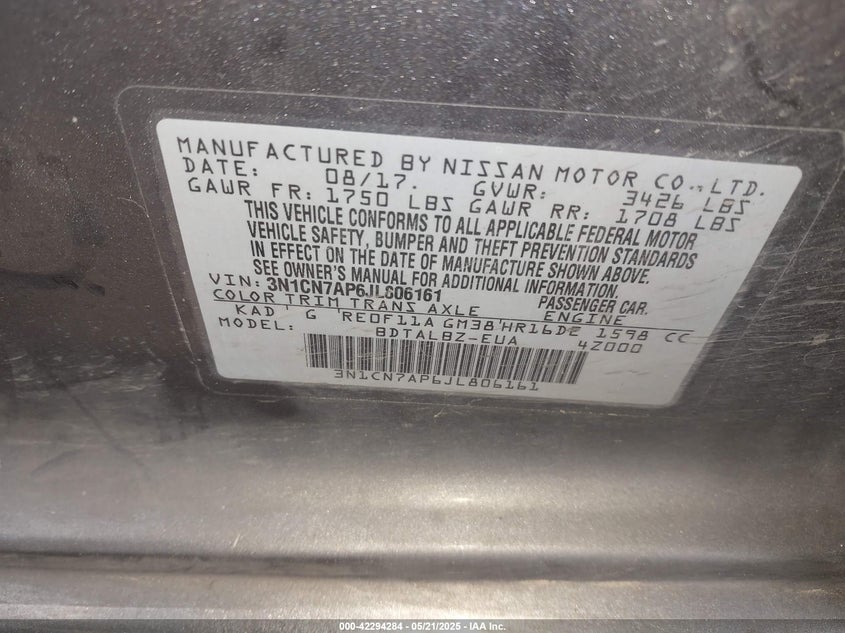 MANUFACTURED BY NISSAN MOTOR CO., LTD.
DATE: 08/17. GVWR: 3426 LBS
GAWR FR: 1750 LBS GAWR RR: 1708 LBS
THIS VEHICLE CONFORMS TO ALL APPLICABLE FEDERAL MOTOR
VEHICLE SAFETY, BUMPER AND THEFT PREVENTION STANDARDS
IN EFFECT ON THE DATE OF MANUFACTURE SHOWN ABOVE.
SEE OWNER'S MANUAL FOR ADDITIONAL INFORMATION.
VIN: 3N1CN7AP6JL806161 PASSENGER CAR.
COLOR TRIM TRANS AXLE ENGINE
KAD ' G 'RE0F11A GM38'HR16DE 1598 CC
MODEL: BDTALBZ-EUA 4Z000
3N1CN7AP6JL806161
000-42294284 - 05/21/2025 - IAA Inc.